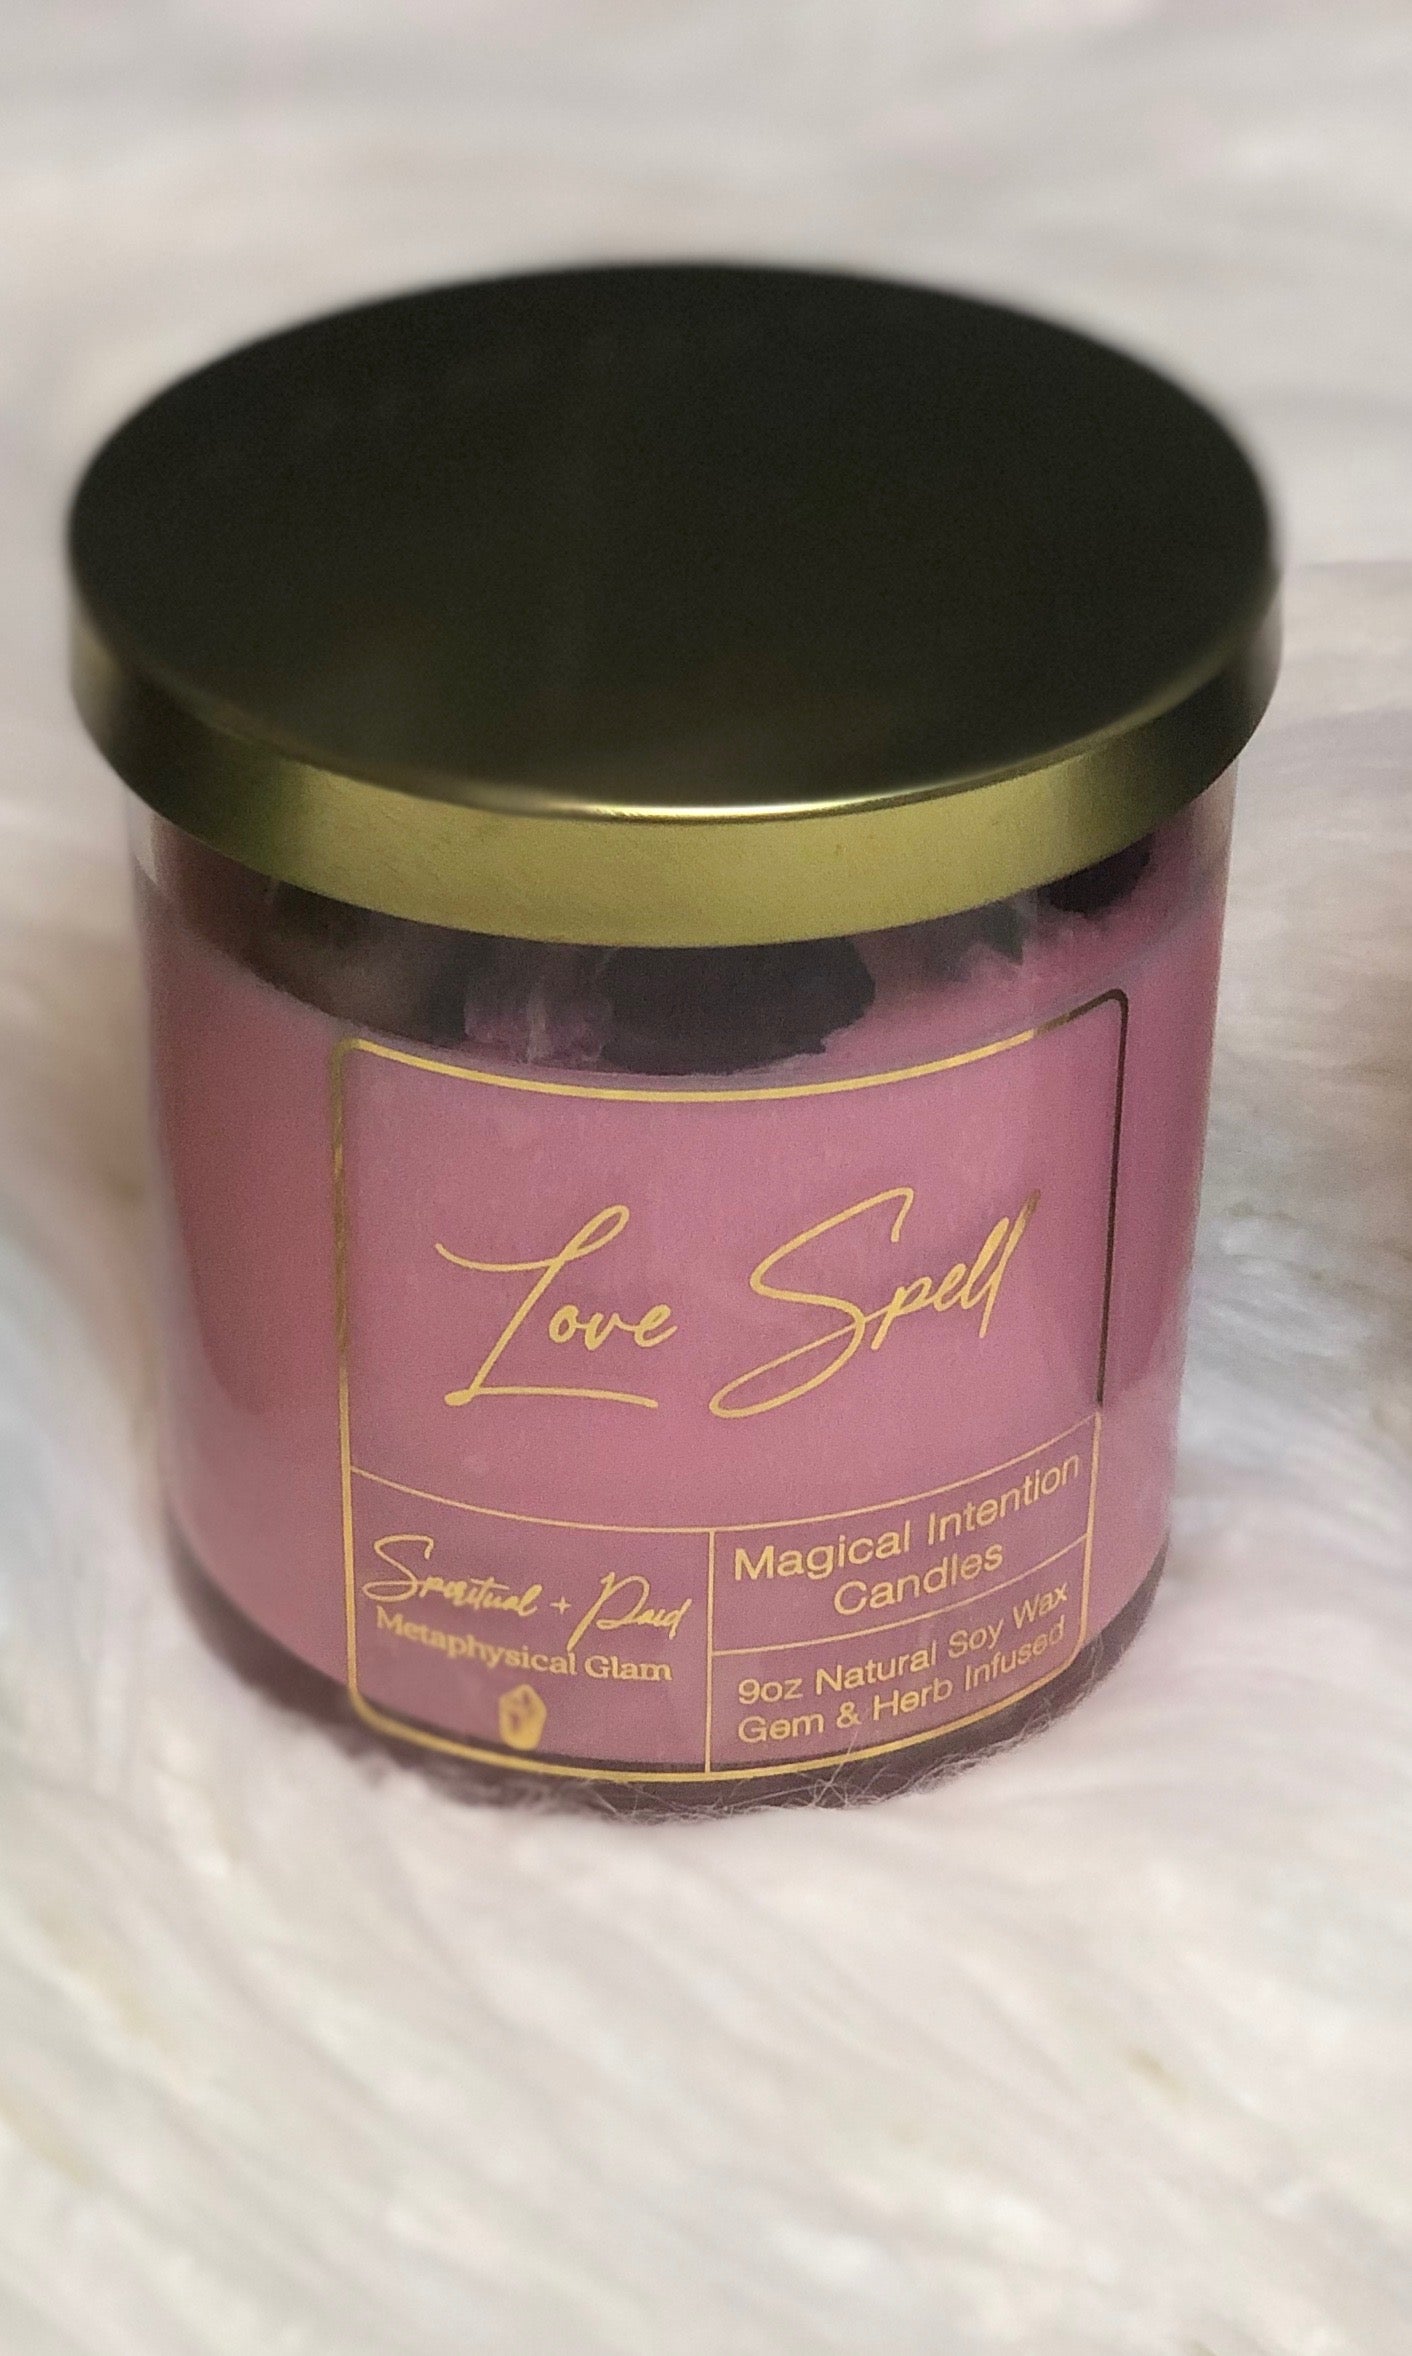 Love Spell
Spiritual + Paid
Metaphysical Glam
Magical Intention
Candles
9oz Natural Soy Wax
Gem & Herb Infused